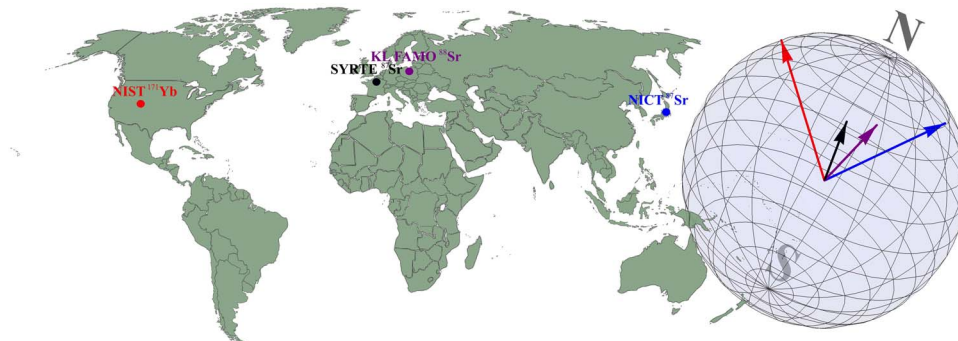 KL FAMO ⁸⁸Sr
SYRTE ⁸⁷Sr
NIST ¹⁷¹Yb
NICT ⁸⁷Sr
N
S